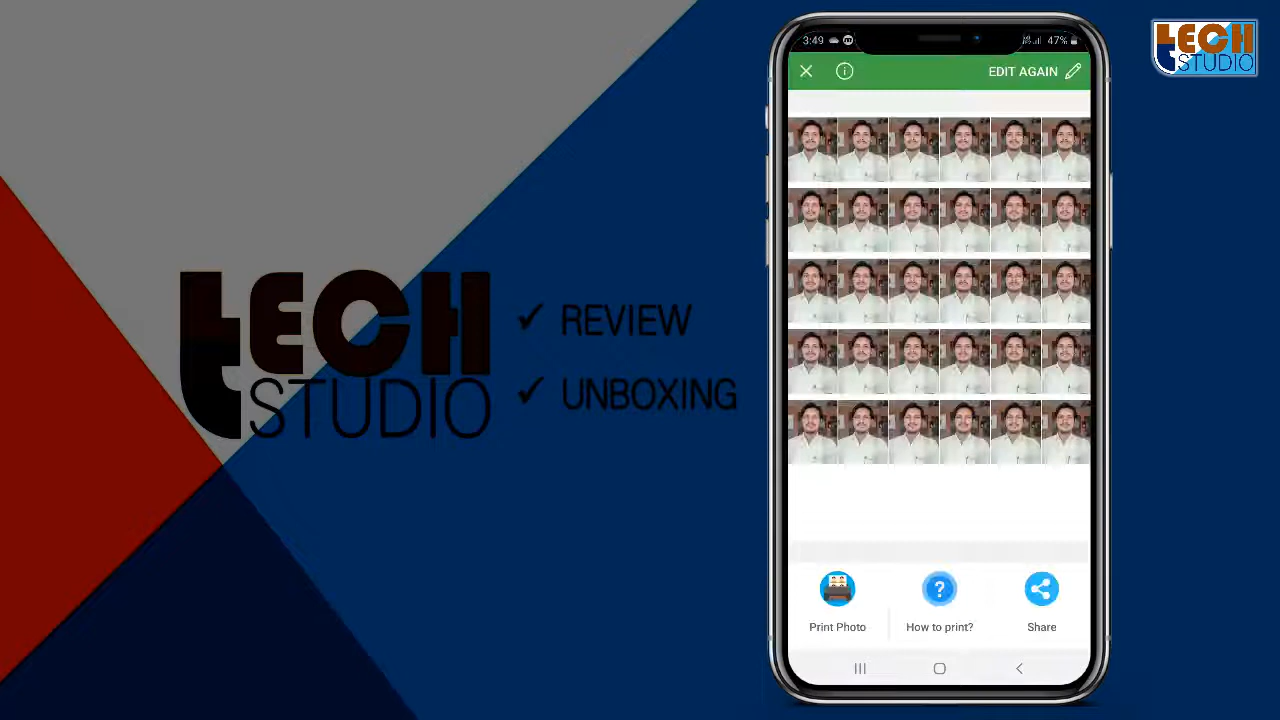 TECH
STUDIO
✓ REVIEW
✓ UNBOXING
3:49
47%
EDIT AGAIN
Print Photo
?
How to print?
Share
TECH
STUDIO